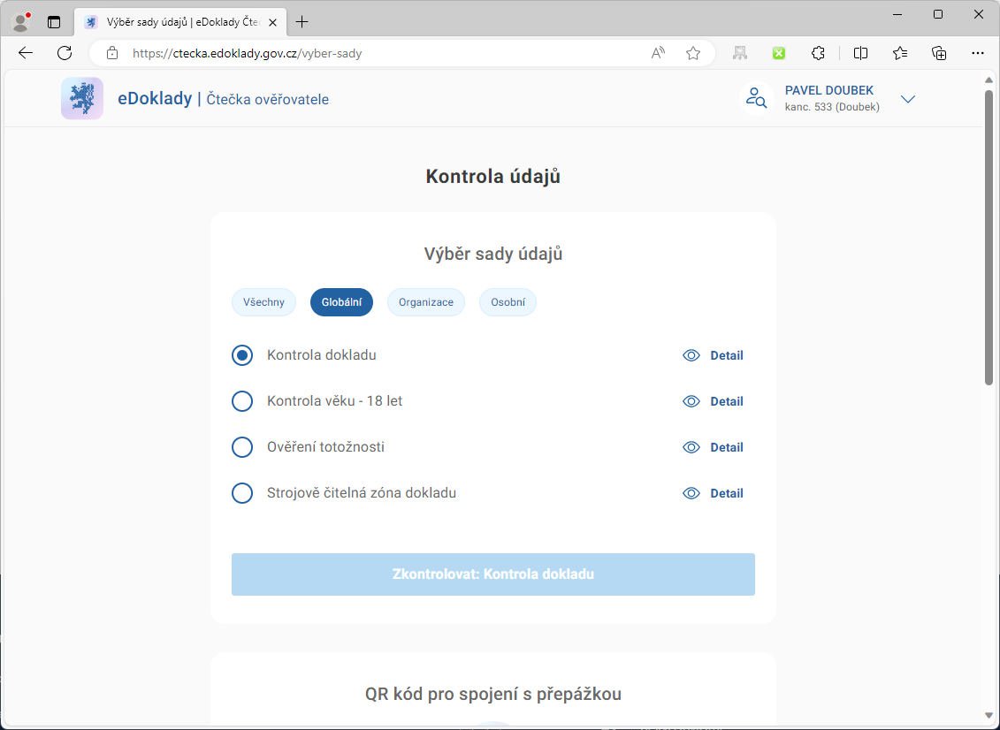 Výběr sady údajů | eDoklady Čte
https://ctecka.edoklady.gov.cz/vyber-sady
eDoklady | Čtečka ověřovatele
PAVEL DOUBEK
kanc. 533 (Doubek)
Kontrola údajů
Výběr sady údajů
Všechny Globální Organizace Osobní
Kontrola dokladu Detail
Kontrola věku - 18 let Detail
Ověření totožnosti Detail
Strojově čitelná zóna dokladu Detail
Zkontrolovat: Kontrola dokladu
QR kód pro spojení s přepážkou